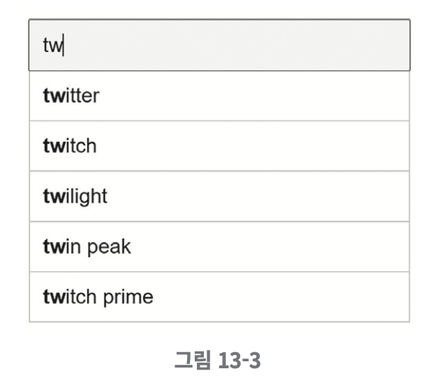 tw
twitter
twitch
twilight
twin peak
twitch prime
그림 13-3